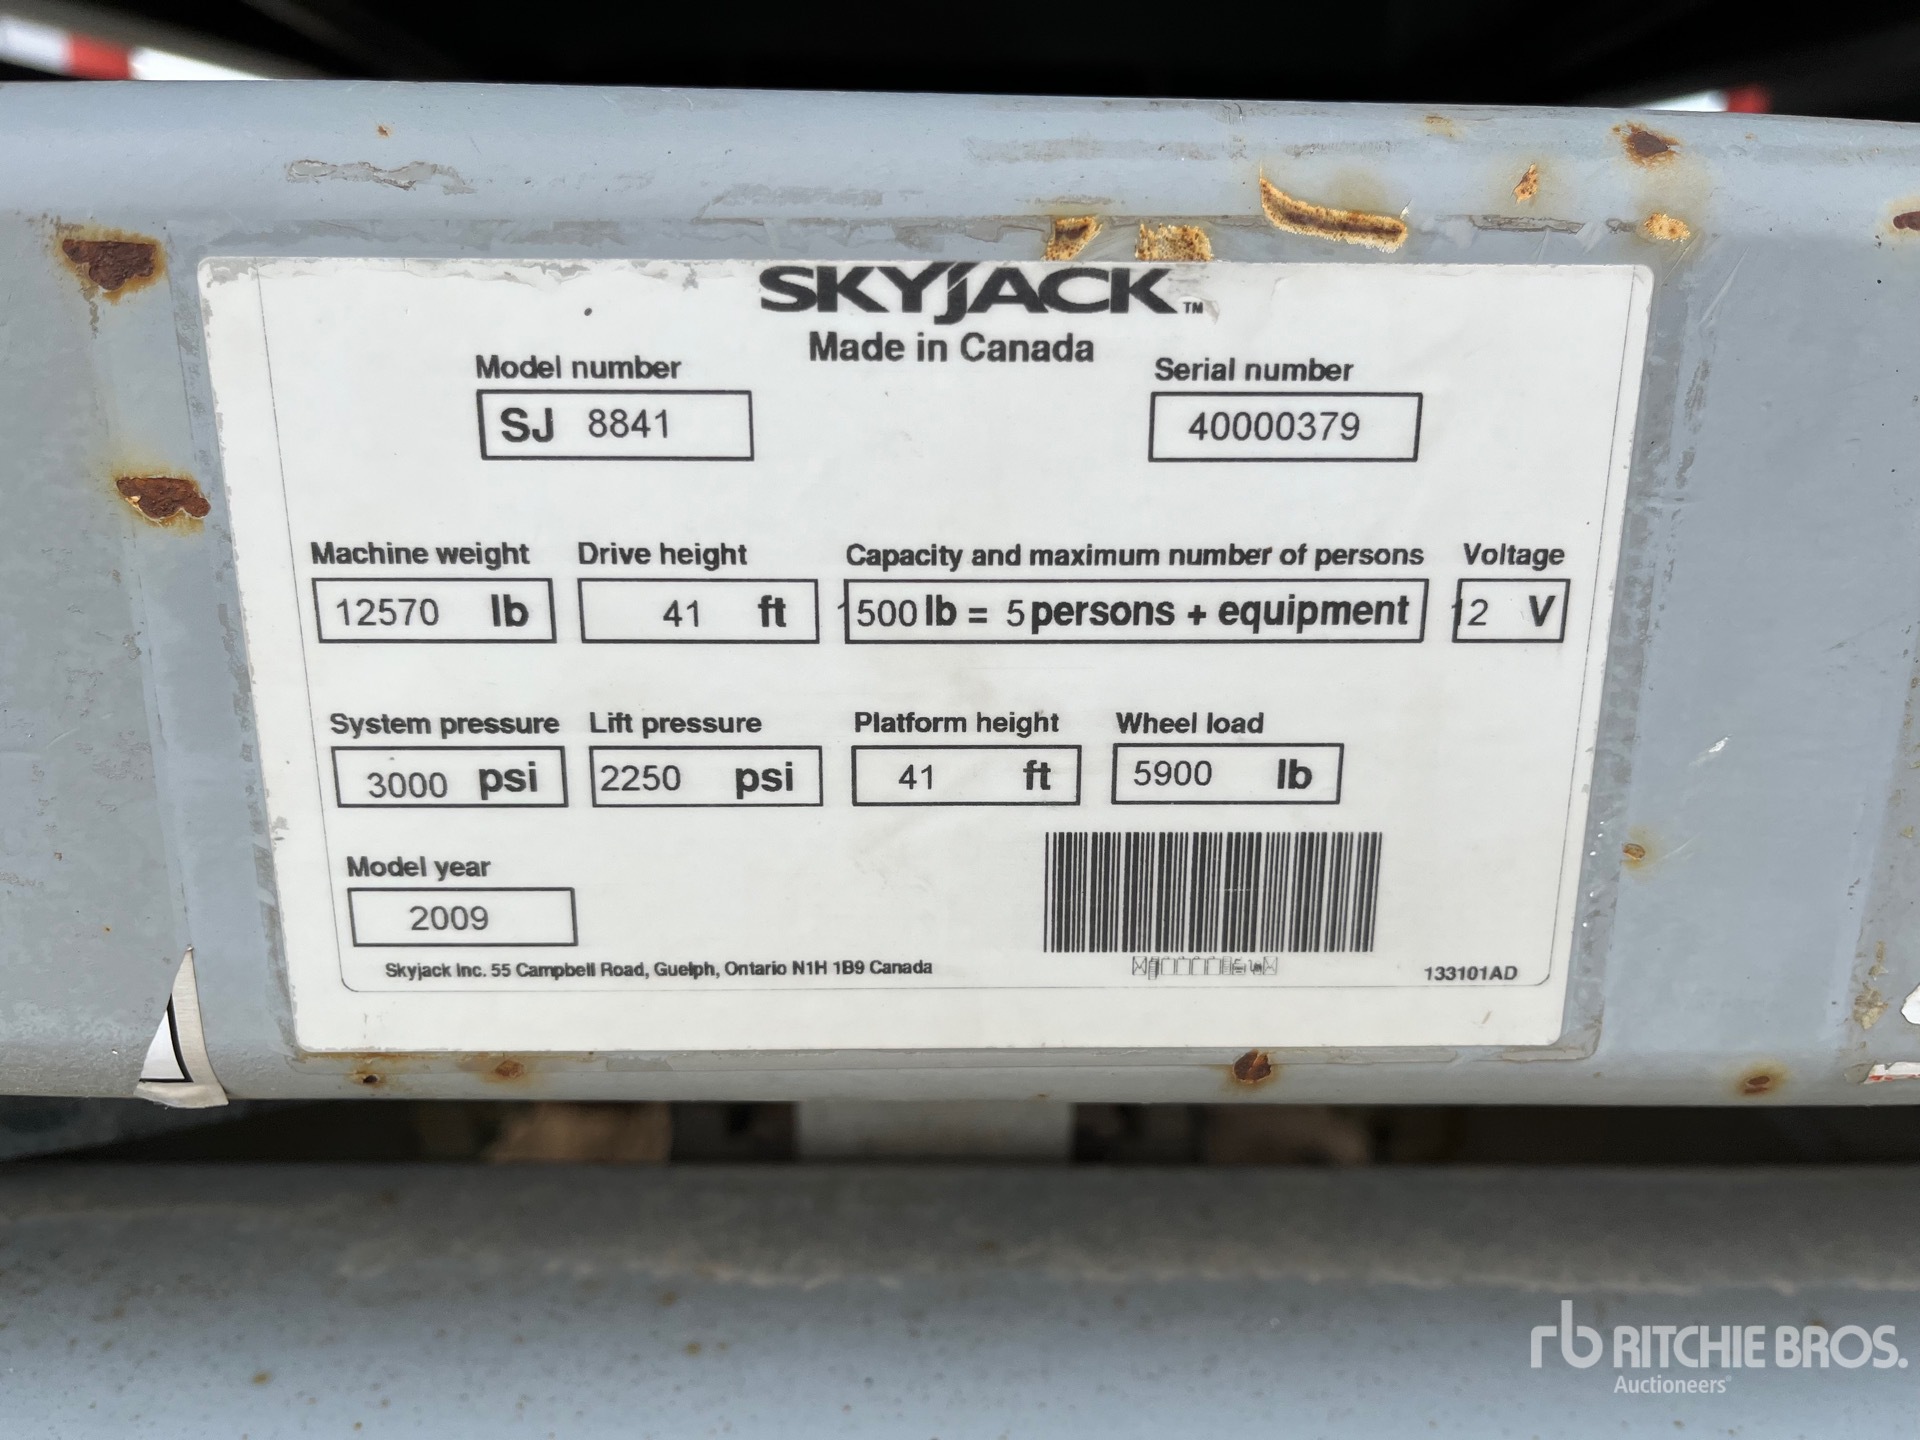 SKYJACK™
Made in Canada
Model number
SJ 8841
Serial number
40000379
Machine weight Drive height Capacity and maximum number of persons Voltage
12570 lb 41 ft 1500 lb = 5 persons + equipment 12 V
System pressure Lift pressure Platform height Wheel load
3000 psi 2250 psi 41 ft 5900 lb
Model year
2009
Skyjack Inc. 55 Campbell Road, Guelph, Ontario N1H 1B9 Canada
133101AD
rb RITCHIE BROS.
Auctioneers